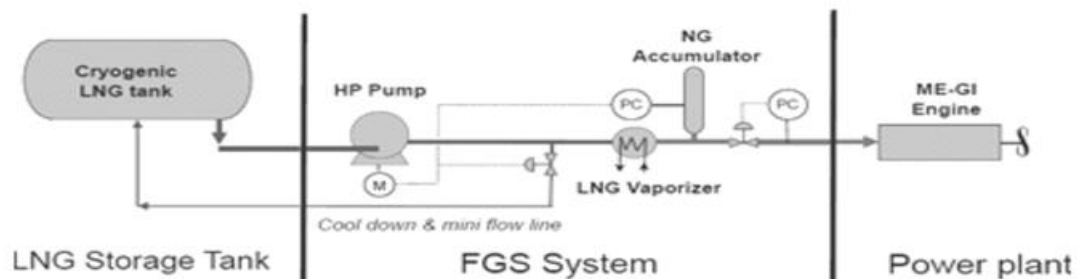 Cryogenic
LNG tank
HP Pump
NG
Accumulator
PC
PC
ME-GI
Engine
M
LNG Vaporizer
Cool down & mini flow line
LNG Storage Tank
FGS System
Power plant